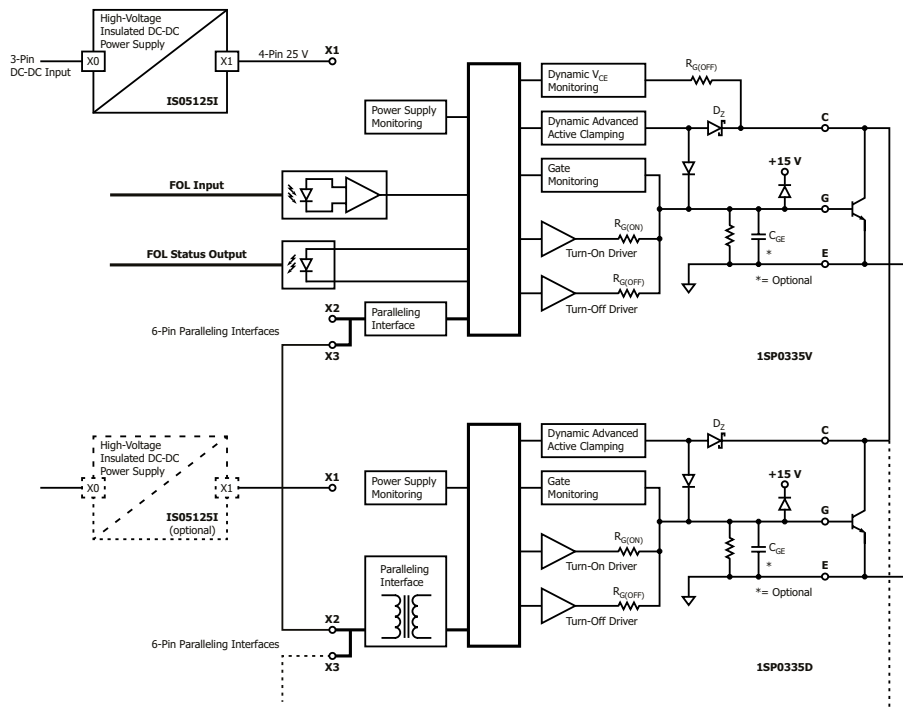 High-Voltage
Insulated DC-DC
Power Supply
3-Pin
DC-DC Input
X0
X1
4-Pin 25 V
X1
IS05125I
Power Supply
Monitoring
FOL Input
FOL Status Output
X2
6-Pin Paralleling Interfaces
X3
Paralleling
Interface
Dynamic VCE
Monitoring
RG(OFF)
Dynamic Advanced
Active Clamping
DZ
C
Gate
Monitoring
+15 V
G
RG(ON)
Turn-On Driver
CGE
*
E
*= Optional
RG(OFF)
Turn-Off Driver
1SP0335V
High-Voltage
Insulated DC-DC
Power Supply
X0
X1
X1
IS05125I
(optional)
Power Supply
Monitoring
Dynamic Advanced
Active Clamping
DZ
C
Gate
Monitoring
+15 V
G
RG(ON)
Turn-On Driver
CGE
*
E
*= Optional
RG(OFF)
Turn-Off Driver
Paralleling
Interface
X2
6-Pin Paralleling Interfaces
X3
1SP0335D